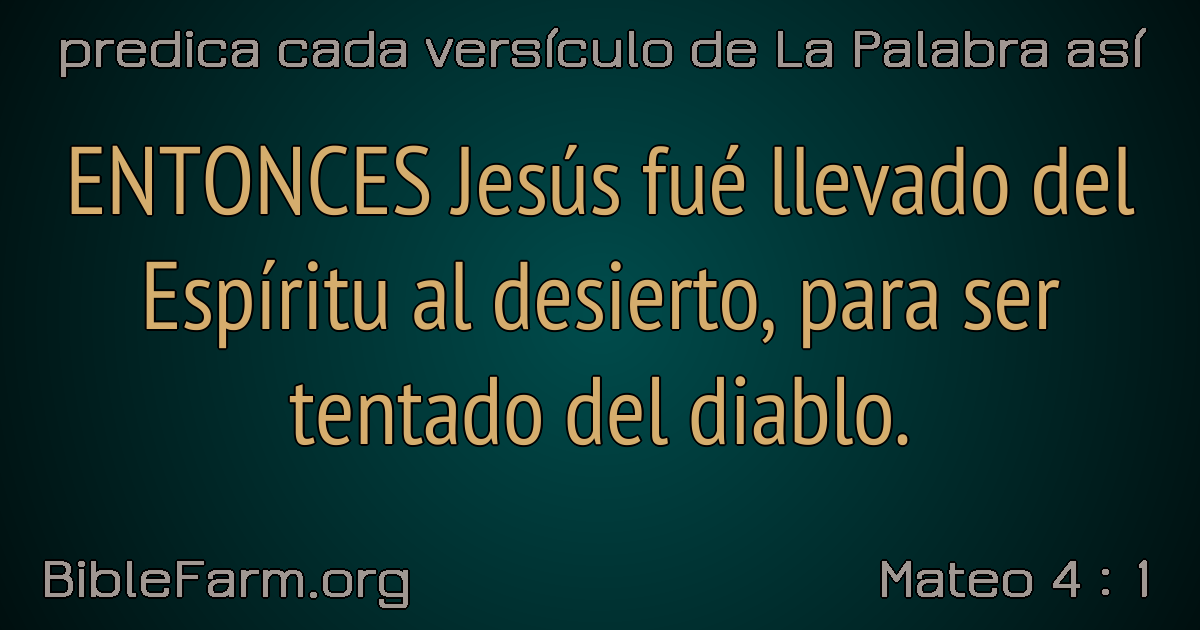 predica cada versículo de La Palabra así
ENTONCES Jesús fué llevado del
Espíritu al desierto, para ser
tentado del diablo.
BibleFarm.org
Mateo 4 : 1